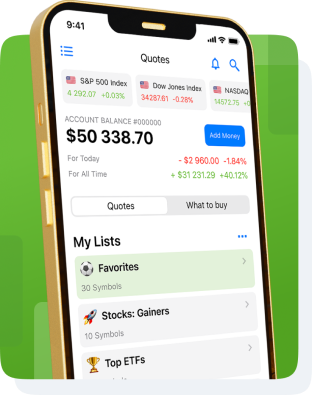 9:41
Quotes
S&P 500 Index
4 292.07 +0.03%
Dow Jones Index
34287.61 -0.28%
NASDAQ
14572.75
ACCOUNT BALANCE #000000
$50 338.70
Add Money
For Today
- $2 960.00 -1.84%
For All Time
+ $31 231.29 +40.12%
Quotes
What to buy
My Lists
Favorites
30 Symbols
Stocks: Gainers
10 Symbols
Top ETFs